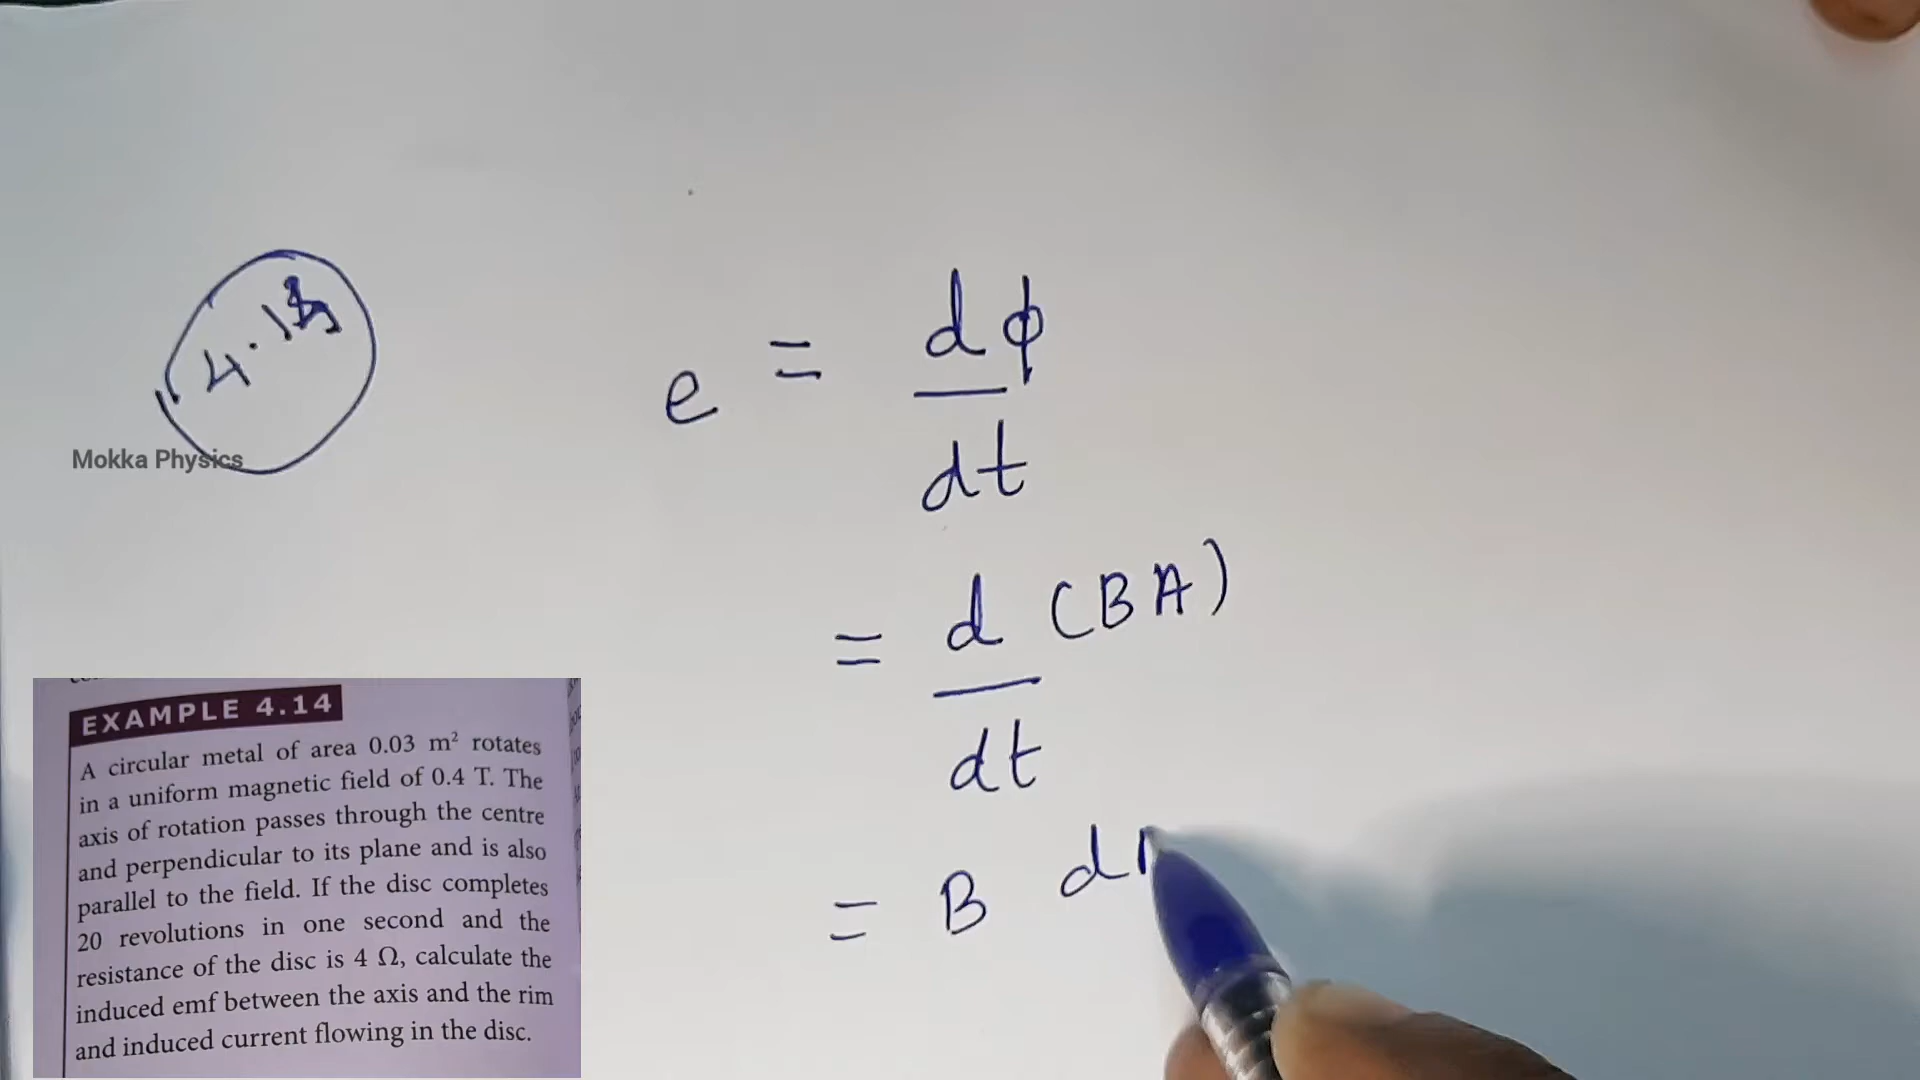 4.1
e = dϕ
dt
= d (BA)
dt
= B d
Mokka Physics
EXAMPLE 4.14
A circular metal of area 0.03 m² rotates
in a uniform magnetic field of 0.4 T. The
axis of rotation passes through the centre
and perpendicular to its plane and is also
parallel to the field. If the disc completes
20 revolutions in one second and the
resistance of the disc is 4 Ω, calculate the
induced emf between the axis and the rim
and induced current flowing in the disc.